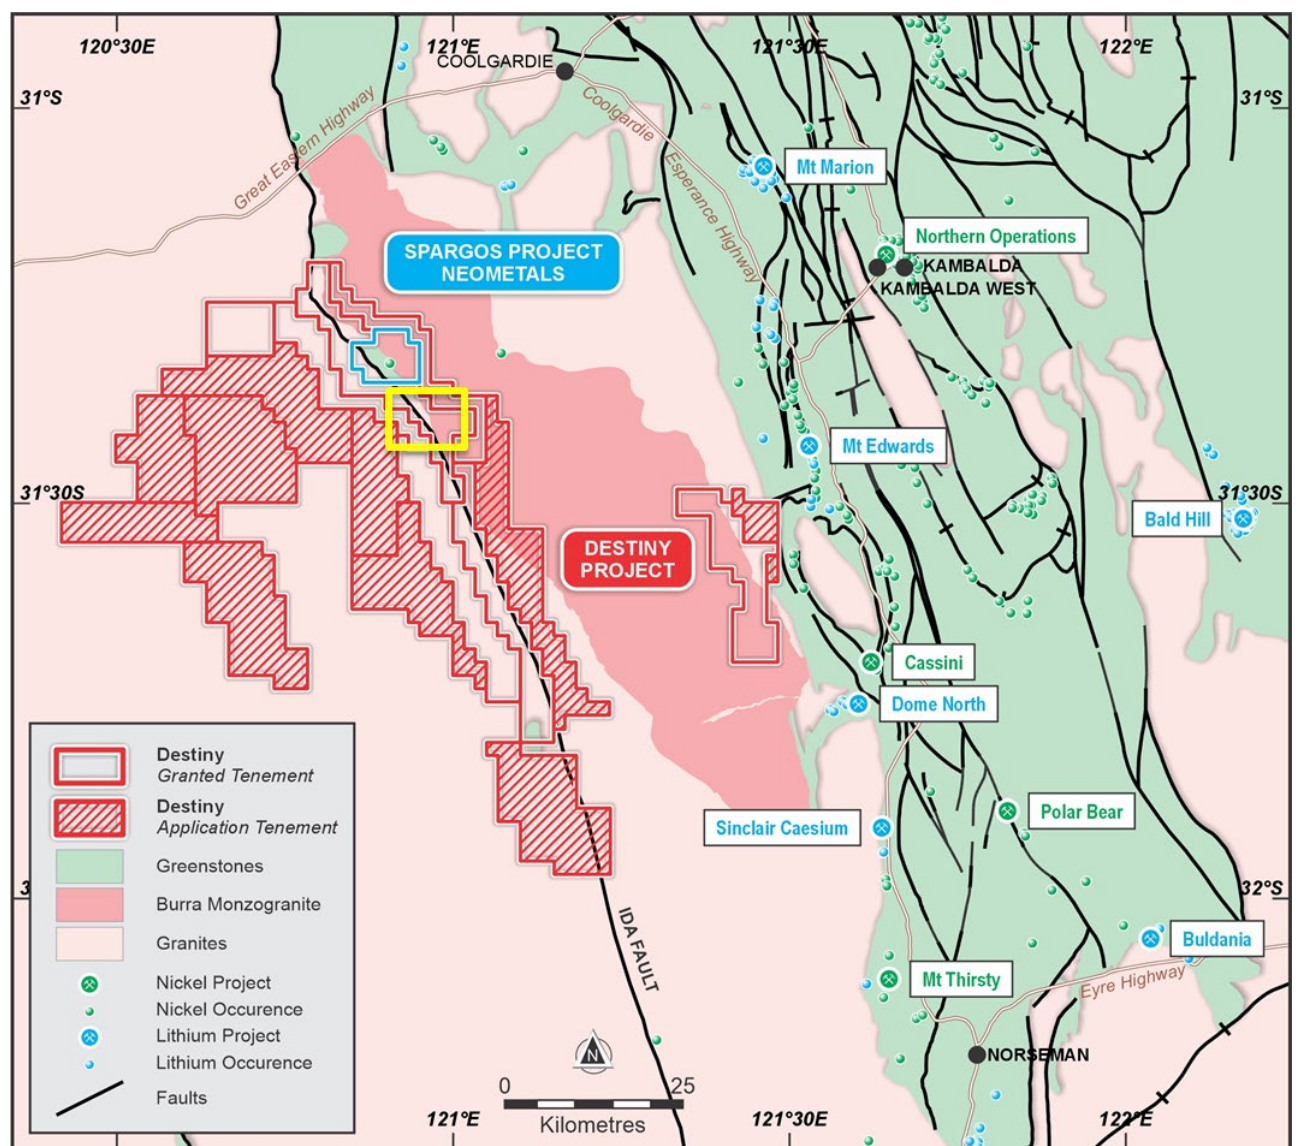 120°30E
121°E
121°30E
122°E
COOLGARDIE
31°S
31°S
Great Eastern Highway
Coolgardie
Esperance Highway
Mt Marion
SPARGOS PROJECT
NEOMETALS
Northern Operations
KAMBALDA
KAMBALDA WEST
Mt Edwards
31°30S
31°30S
Bald Hill
DESTINY
PROJECT
Cassini
Dome North
Destiny
Granted Tenement
Destiny
Application Tenement
Greenstones
Burra Monzogranite
Granites
Nickel Project
Nickel Occurence
Lithium Project
Lithium Occurence
Faults
Sinclair Caesium
Polar Bear
3
32°S
IDA FAULT
Buldania
Mt Thirsty
Eyre Highway
N
NORSEMAN
0
25
Kilometres
121°E
121°30E
122°E